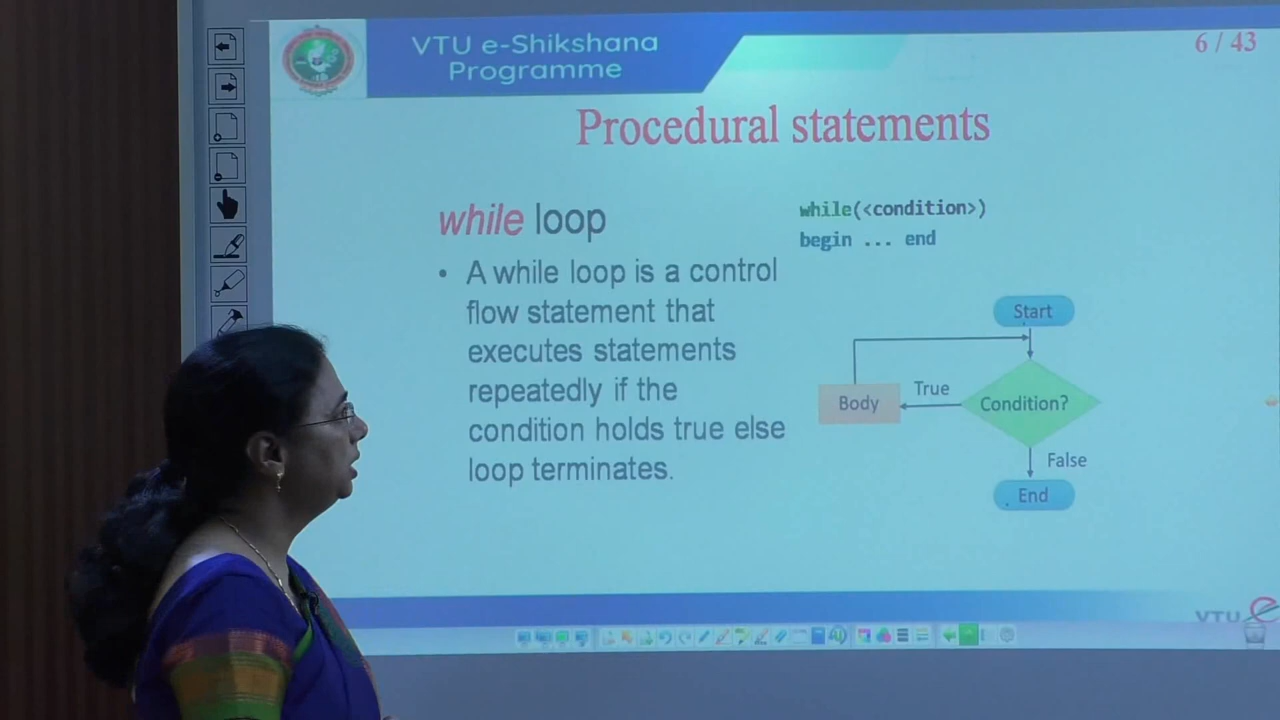 VTU e-Shikshana
Programme
6 / 43
Procedural statements
while loop
• A while loop is a control
flow statement that
executes statements
repeatedly if the
condition holds true else
loop terminates.
while(<condition>)
begin ... end
Start
Condition?
True
Body
False
End
VTU e